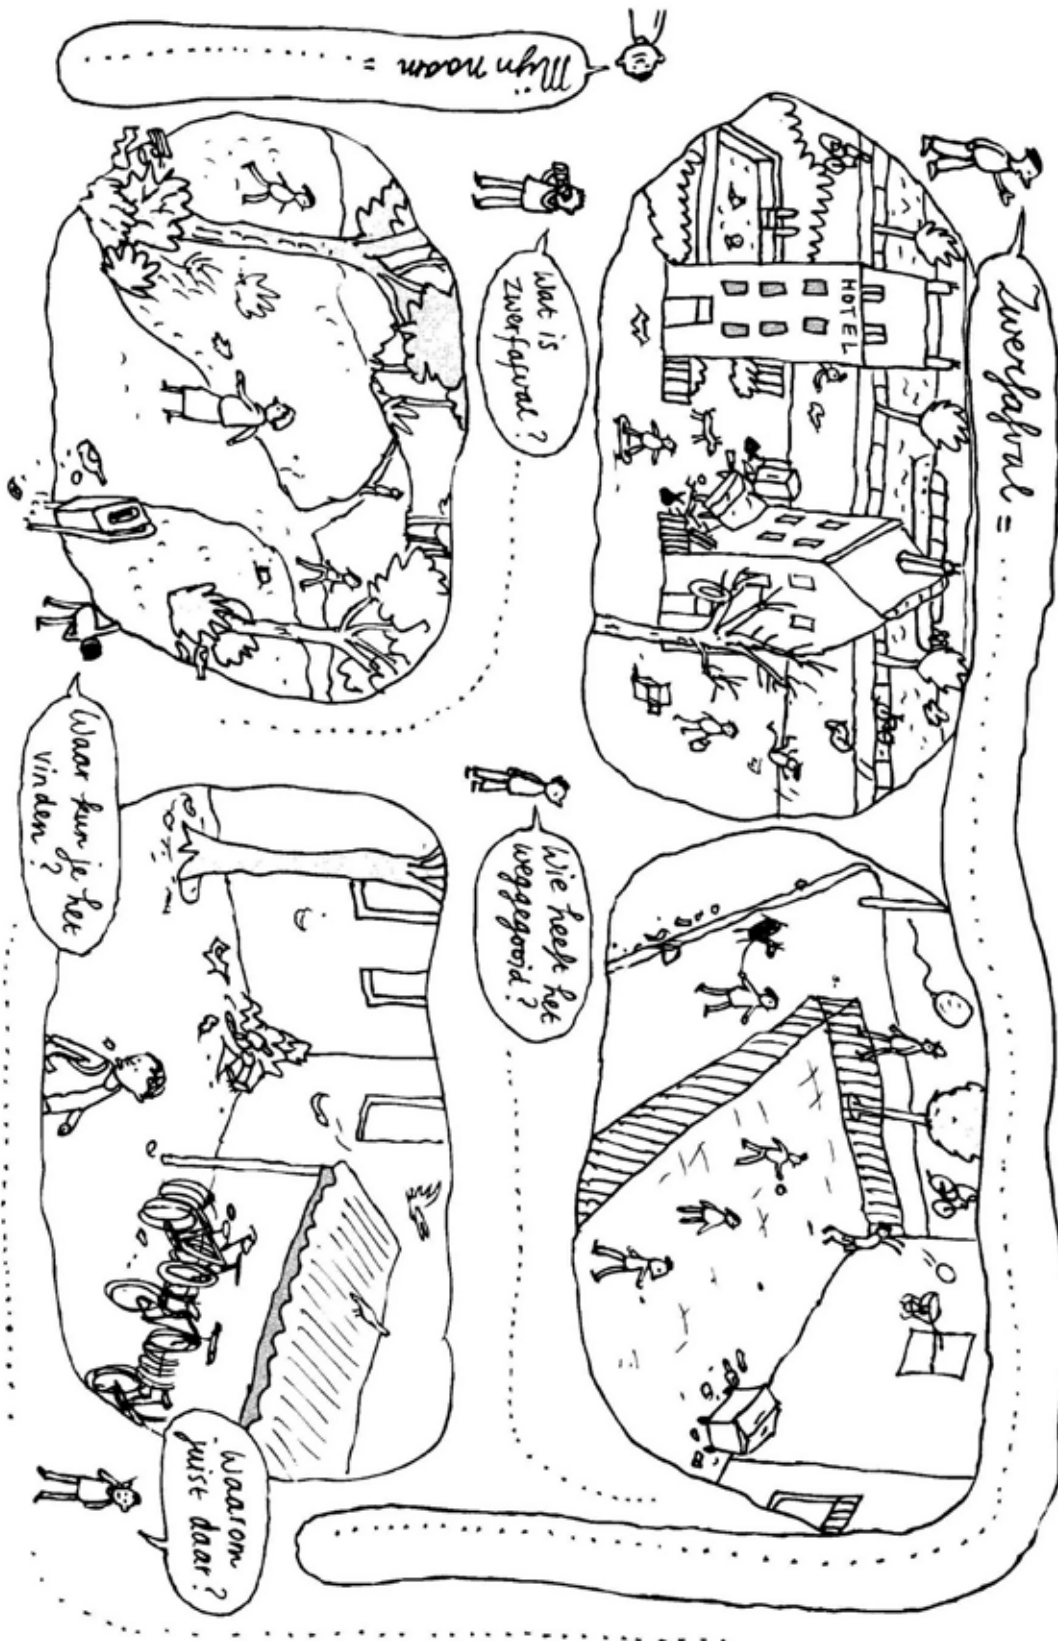 Zwerfafval =
HOTEL
Wat is
zwerfafval?
Wie heeft het
weggegooid?
Mijn naam =
Waar kun je het
vinden?
Waarom
juist daar?